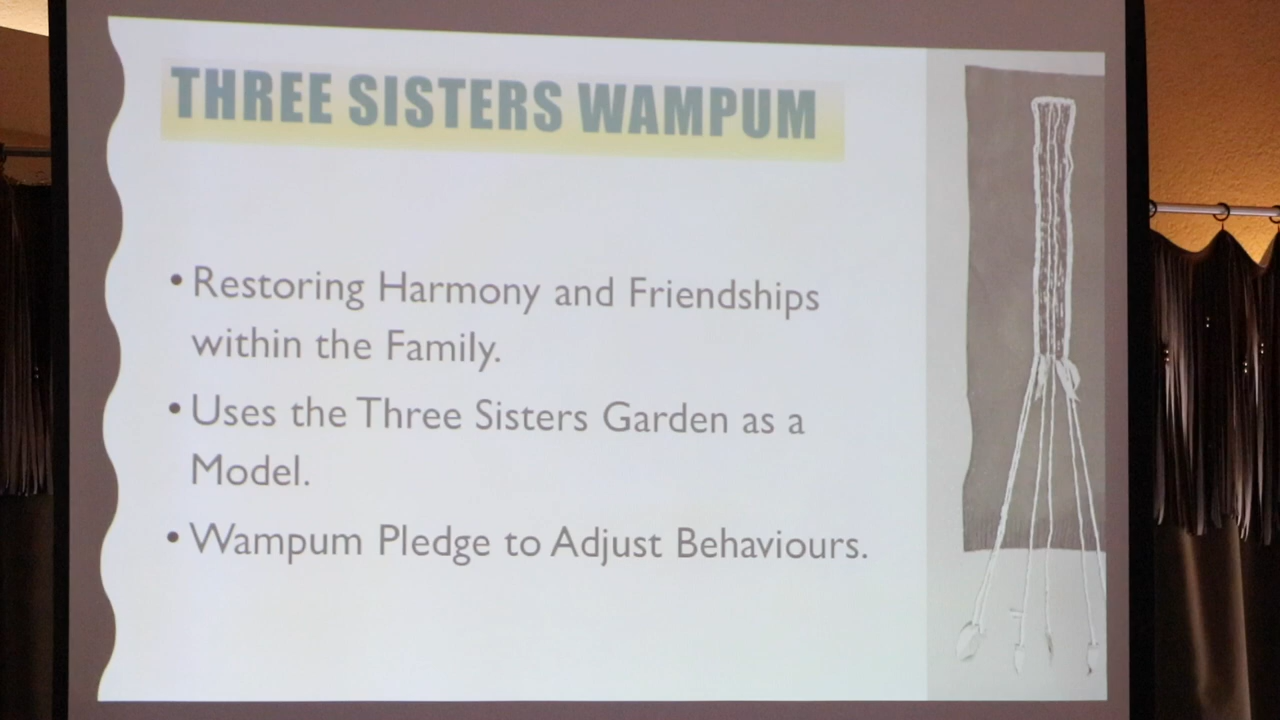 THREE SISTERS WAMPUM
• Restoring Harmony and Friendships
within the Family.
• Uses the Three Sisters Garden as a
Model.
• Wampum Pledge to Adjust Behaviours.